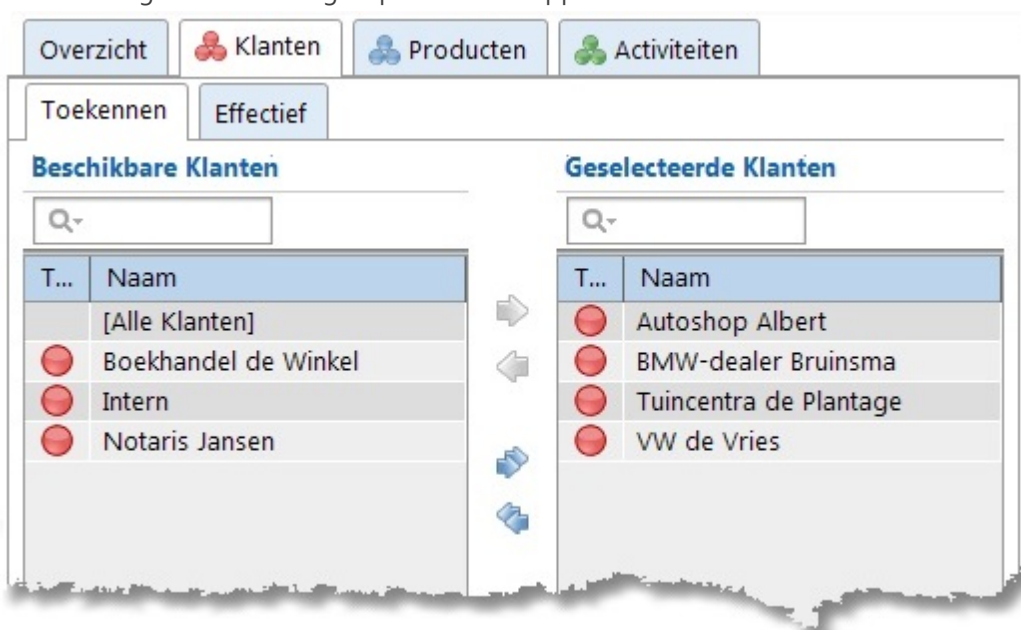 Overzicht Klanten Producten Activiteiten
Toekennen Effectief
Beschikbare Klanten Geselecteerde Klanten
T... Naam T... Naam
[Alle Klanten] Autoshop Albert
Boekhandel de Winkel BMW-dealer Bruinsma
Intern Tuincentra de Plantage
Notaris Jansen VW de Vries